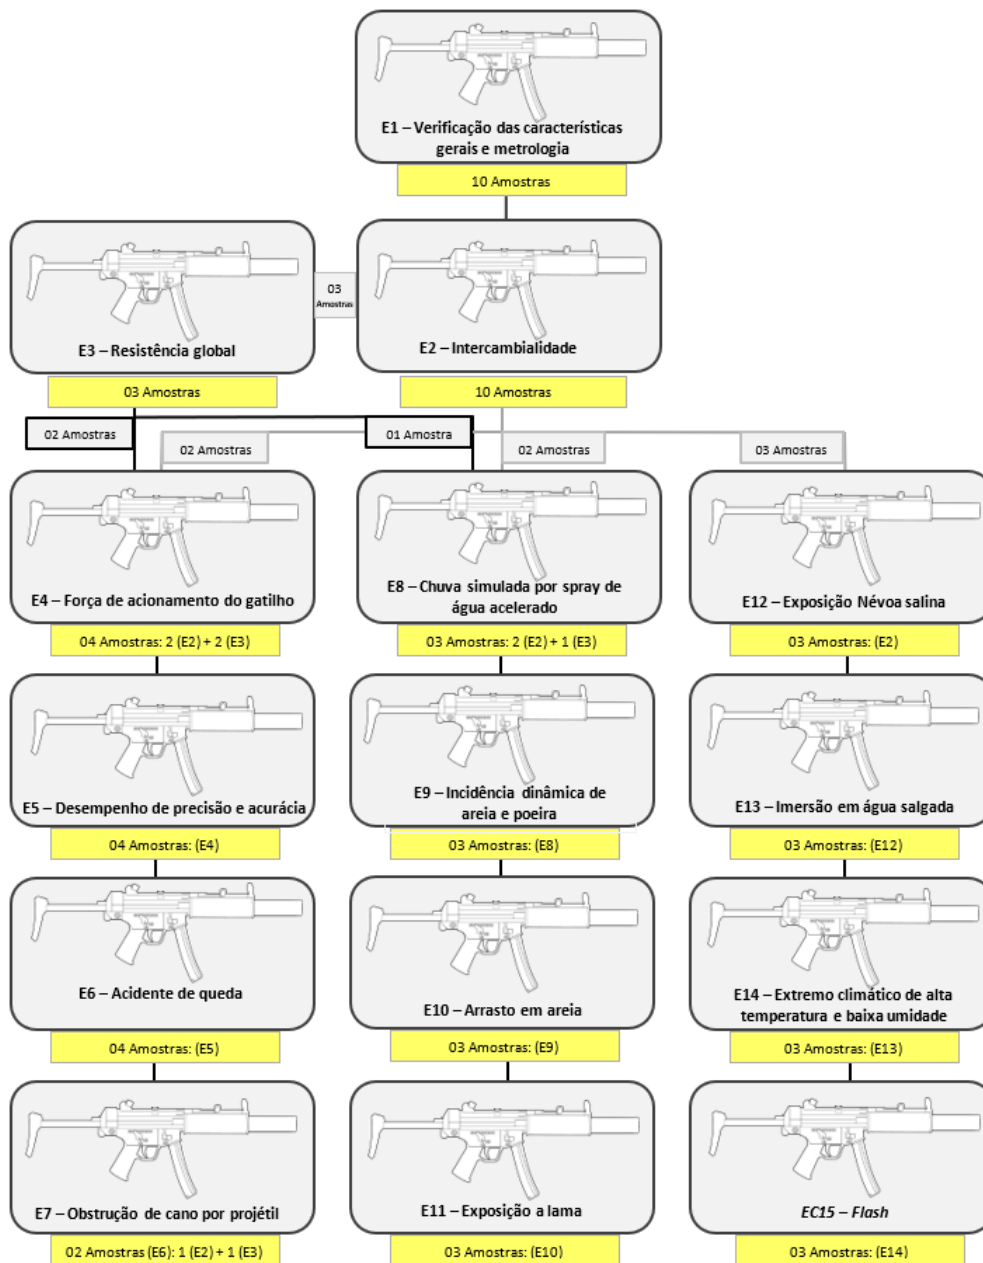 E1 – Verificação das características
gerais e metrologia
10 Amostras
E3 – Resistência global
03
Amostras
E2 – Intercambialidade
03 Amostras
10 Amostras
02 Amostras
02 Amostras
01 Amostra
02 Amostras
03 Amostras
E4 – Força de acionamento do gatilho
E8 – Chuva simulada por spray de
água acelerado
E12 – Exposição Névoa salina
04 Amostras: 2 (E2) + 2 (E3)
03 Amostras: 2 (E2) + 1 (E3)
03 Amostras: (E2)
E5 – Desempenho de precisão e acurácia
E9 – Incidência dinâmica de
areia e poeira
E13 – Imersão em água salgada
04 Amostras: (E4)
03 Amostras: (E8)
03 Amostras: (E12)
E6 – Acidente de queda
E10 – Arrasto em areia
E14 – Extremo climático de alta
temperatura e baixa umidade
04 Amostras: (E5)
03 Amostras: (E9)
03 Amostras: (E13)
E7 – Obstrução de cano por projétil
E11 – Exposição a lama
EC15 – Flash
02 Amostras (E6): 1 (E2) + 1 (E3)
03 Amostras: (E10)
03 Amostras: (E14)